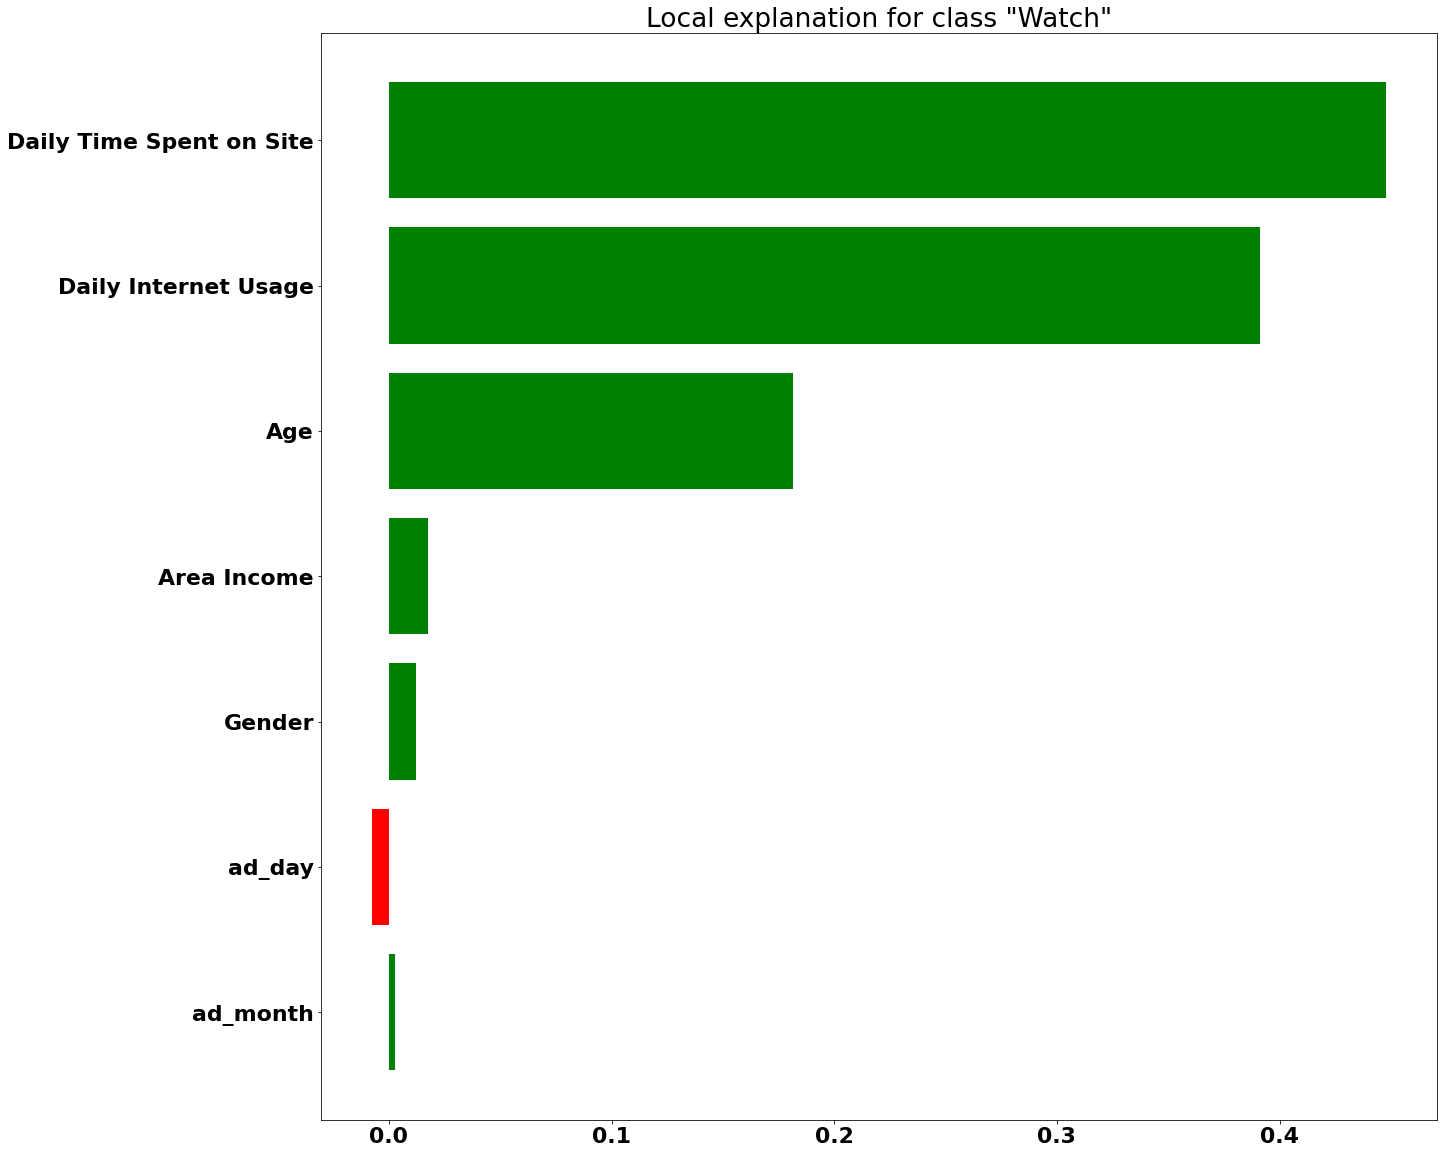 Local explanation for class "Watch"
Daily Time Spent on Site
Daily Internet Usage
Age
Area Income
Gender
ad_day
ad_month
0.0 0.1 0.2 0.3 0.4